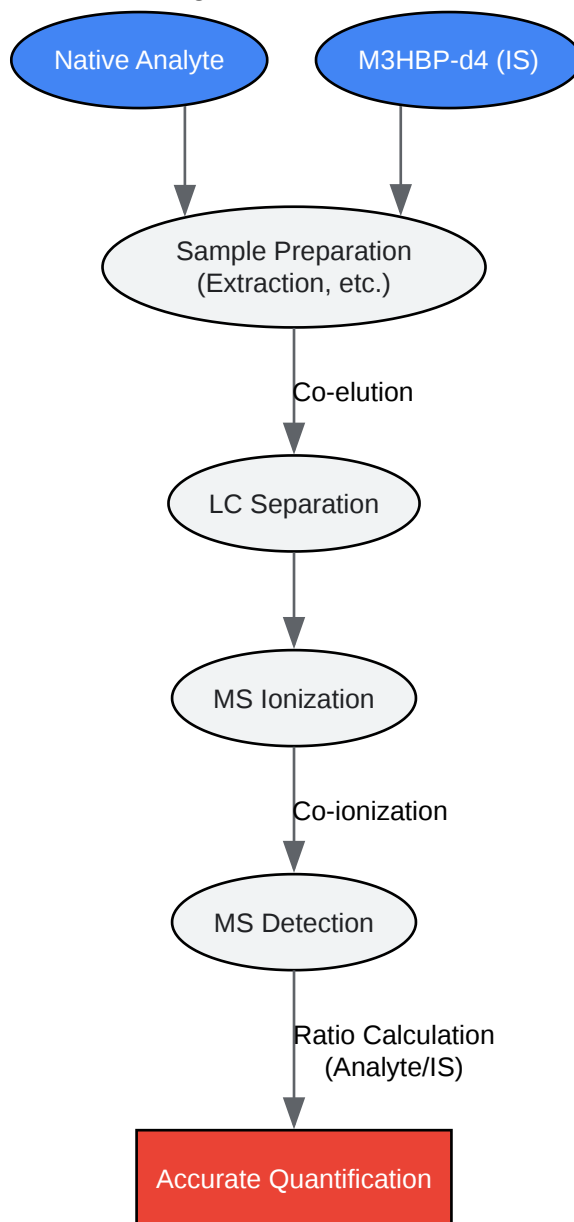 Native Analyte
M3HBP-d4 (IS)
Sample Preparation
(Extraction, etc.)
Co-elution
LC Separation
MS Ionization
Co-ionization
MS Detection
Ratio Calculation
(Analyte/IS)
Accurate Quantification